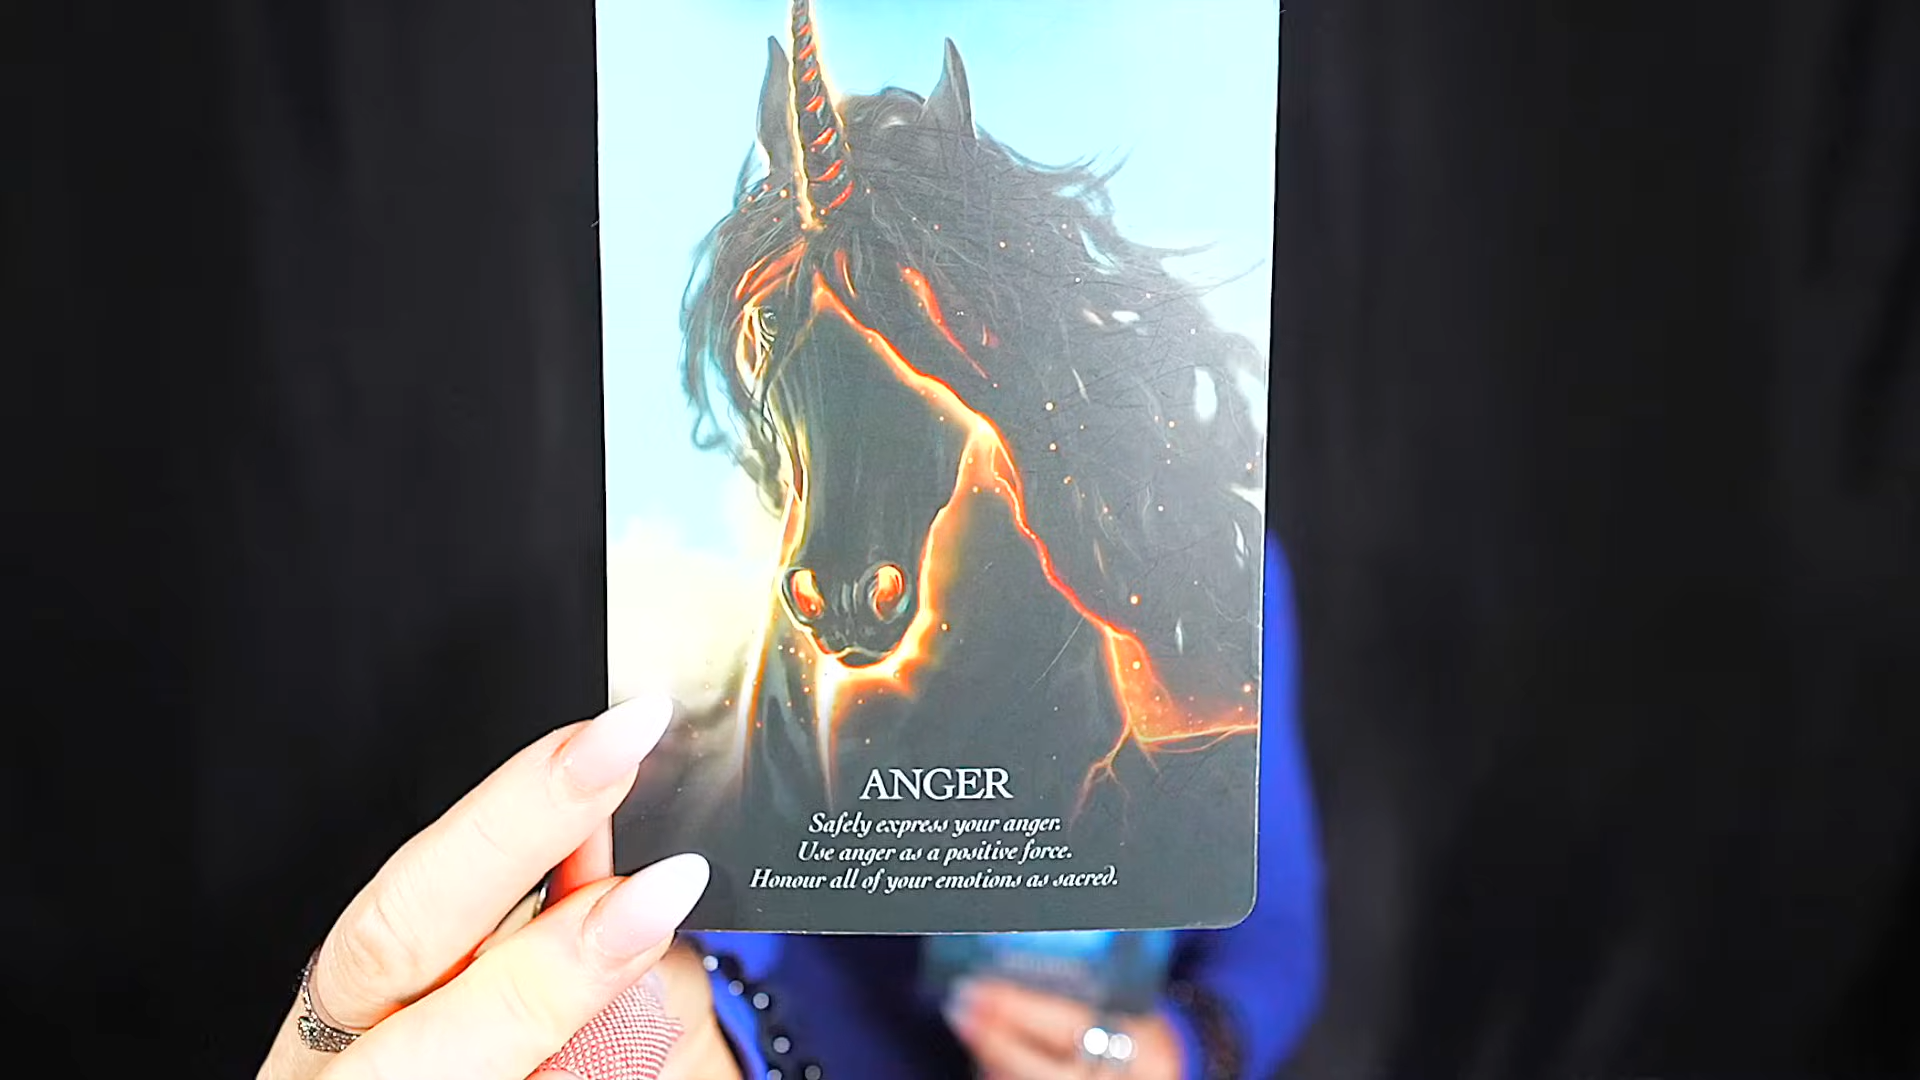 ANGER
Safely express your anger.
Use anger as a positive force.
Honour all of your emotions as sacred.